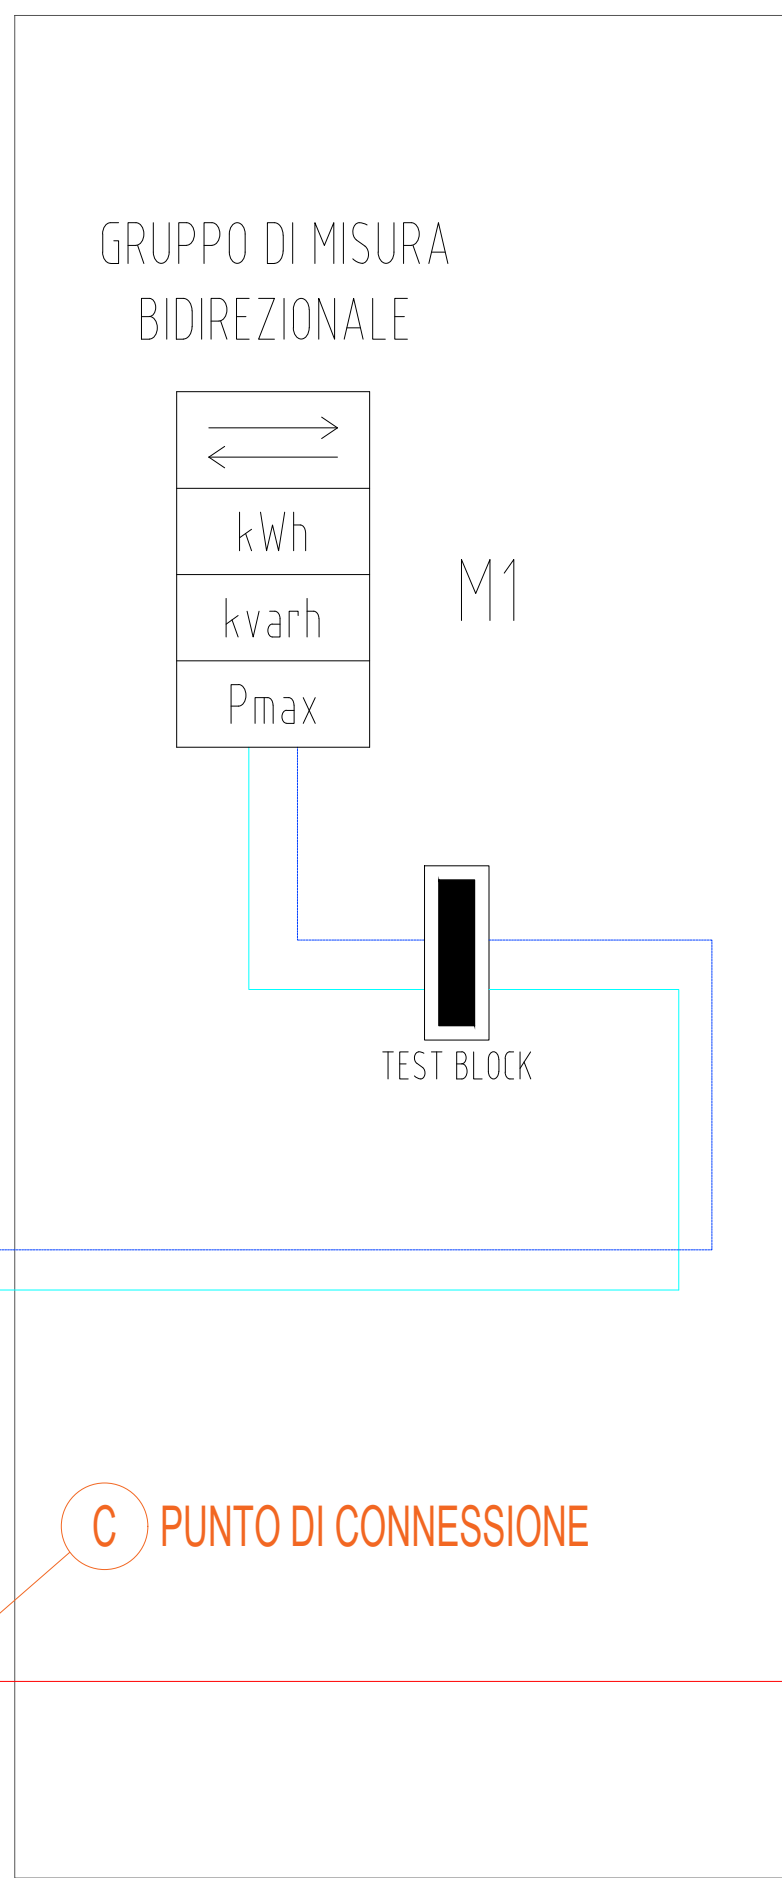 GRUPPO DI MISURA
BIDIREZIONALE
kWh
kvarh
Pmax
M1
TEST BLOCK
C PUNTO DI CONNESSIONE